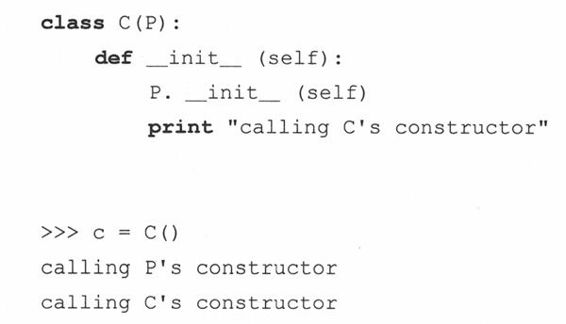 class C(P):
    def __init__ (self):
        P. __init__ (self)
        print "calling C's constructor"
>>> c = C()
calling P's constructor
calling C's constructor